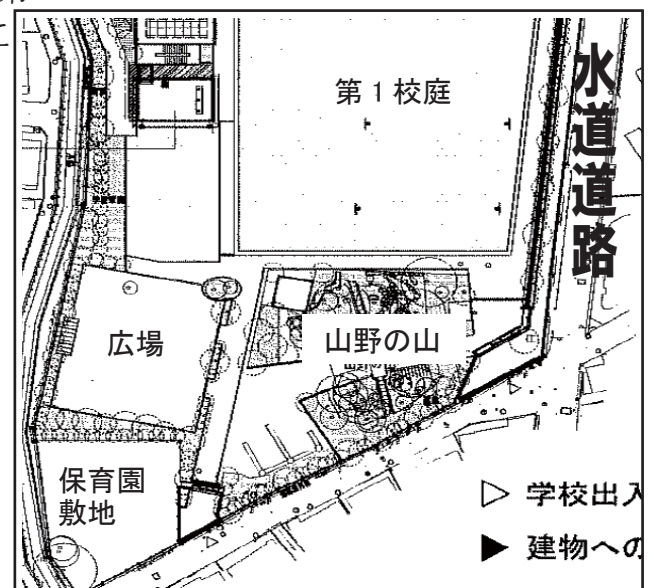 第１校庭
水道道路
広場
山野の山
保育園
敷地
▷ 学校出入
▶ 建物への